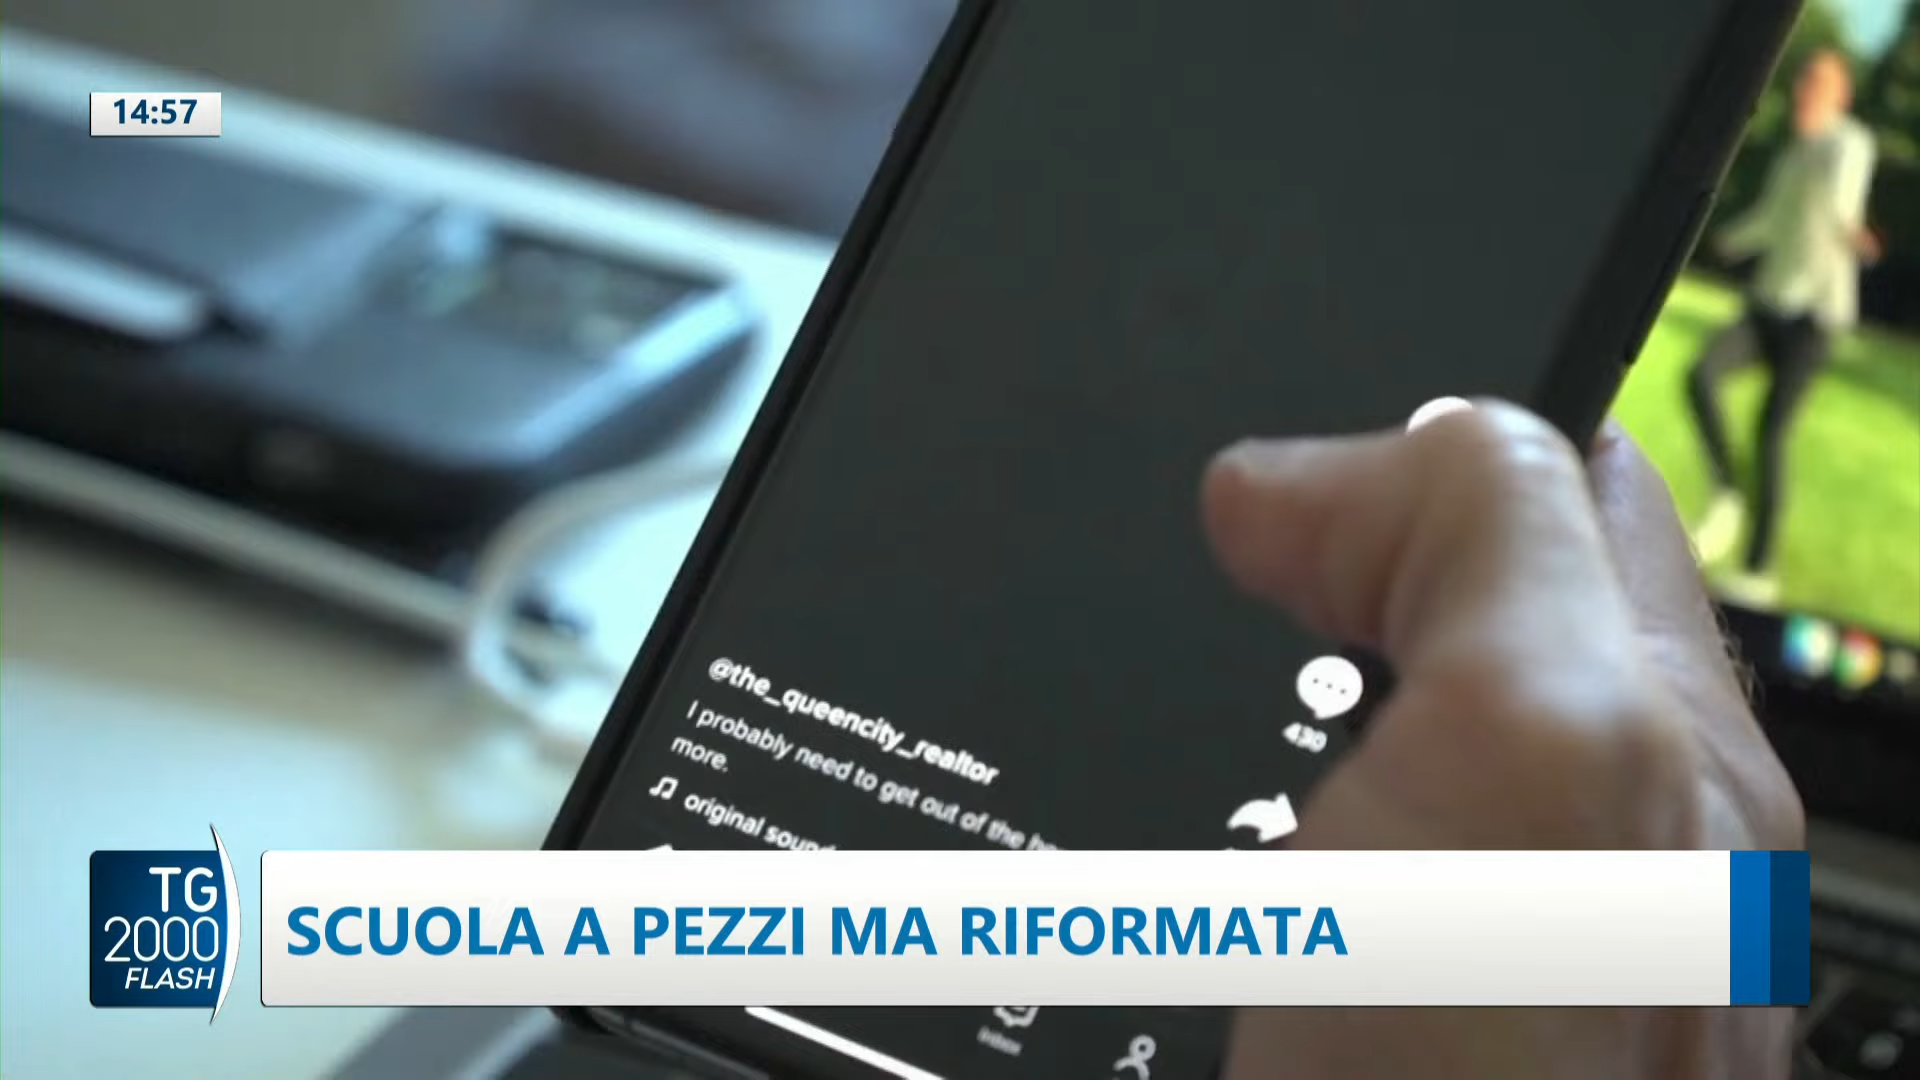 14:57
@the_queencity_realtor
I probably need to get out of the
more.
original sound
430
TG
2000
FLASH
SCUOLA A PEZZI MA RIFORMATA
Inbox